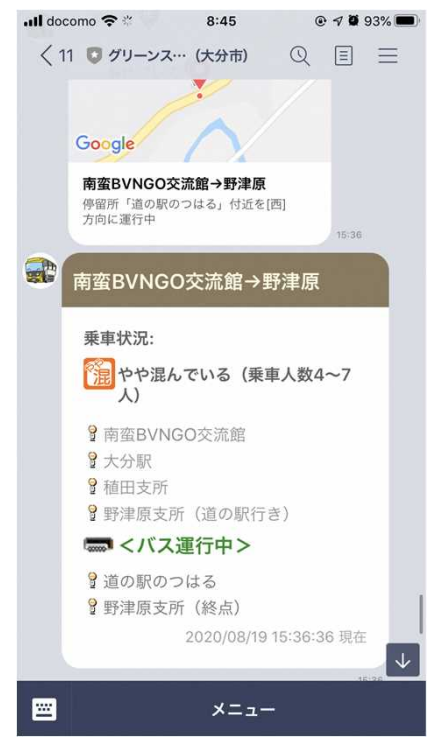 docomo 8:45 93%
11 グリーンス… (大分市)
Google
南蛮BVNGO交流館→野津原
停留所「道の駅のつはる」付近を[西]
方向に運行中
15:36
南蛮BVNGO交流館→野津原
乗車状況:
やや
混
やや混んでいる(乗車人数4〜7
人)
南蛮BVNGO交流館
大分駅
稙田支所
野津原支所(道の駅行き)
<バス運行中>
道の駅のつはる
野津原支所(終点)
2020/08/19 15:36:36 現在
15:36
メニュー